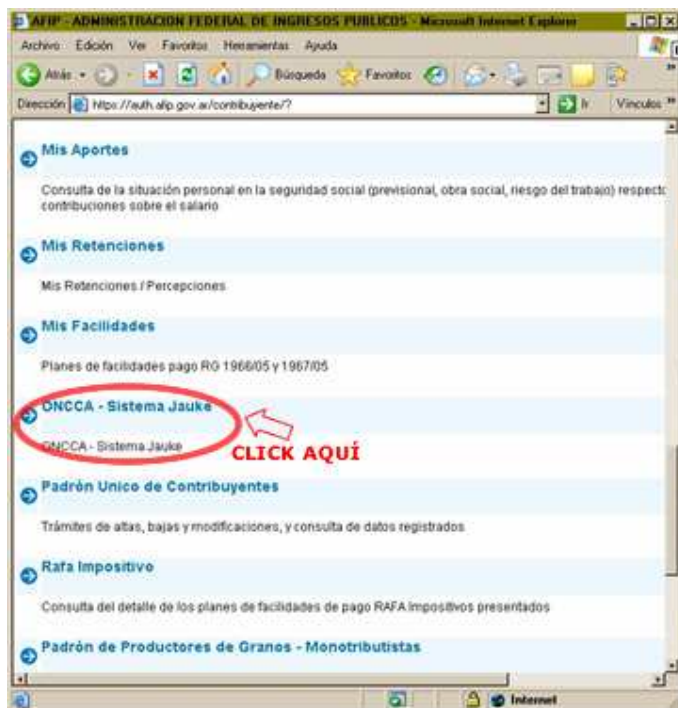 AFIP - ADMINISTRACION FEDERAL DE INGRESOS PUBLICOS - Microsoft Internet Explorer
Archivo Edición Ver Favoritos Herramientas Ayuda
Atrás Búsqueda Favoritos
Dirección https://auth.afip.gov.ar/contribuyente/? Ir Vínculos
Mis Aportes
Consulta de la situación personal en la seguridad social (previsional, obra social, riesgo del trabajo) respecto
contribuciones sobre el salario
Mis Retenciones
Mis Retenciones / Percepciones
Mis Facilidades
Planes de facilidades pago RG 1966/05 y 1967/05
ONCCA - Sistema Jauke
ONCCA - Sistema Jauke
CLICK AQUÍ
Padrón Unico de Contribuyentes
Trámites de altas, bajas y modificaciones, y consulta de datos registrados
Rafa Impositivo
Consulta del detalle de los planes de facilidades de pago RAFA Impositivos presentados
Padrón de Productores de Granos - Monotributistas
Internet